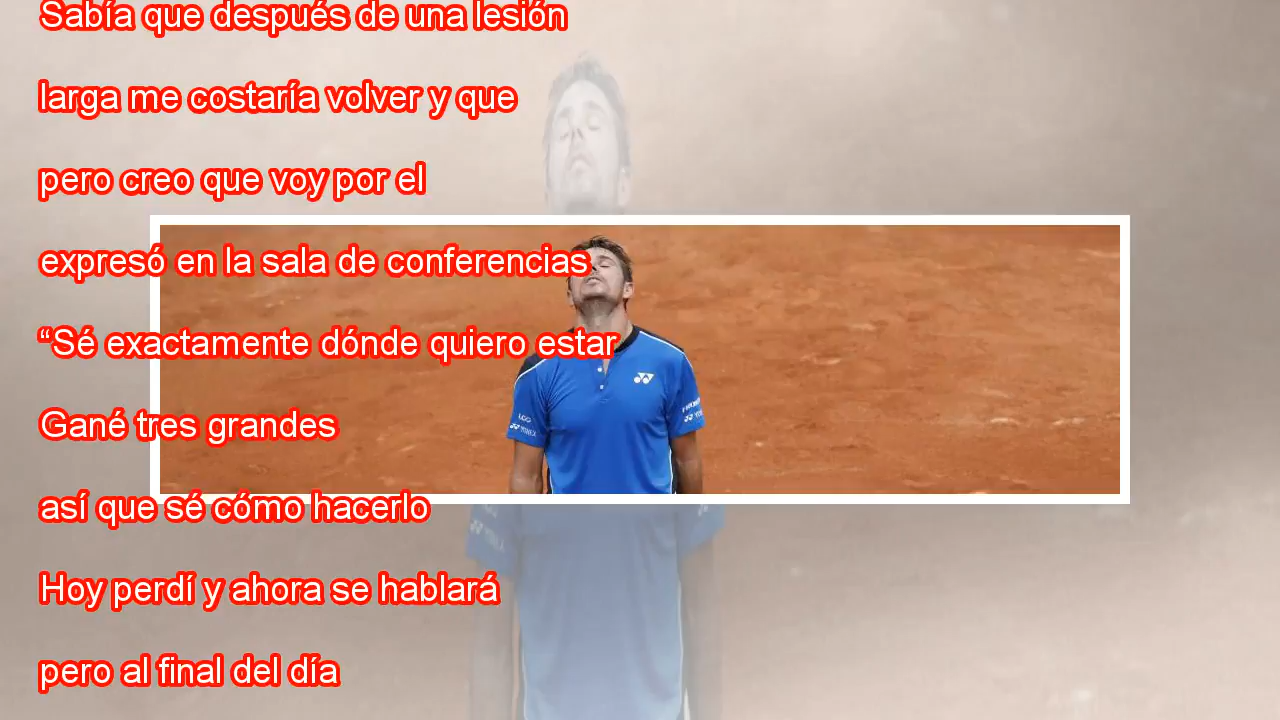 Sabía que después de una lesión
larga me costaría volver y que
pero creo que voy por el
expresó en la sala de conferencias
“Sé exactamente dónde quiero estar
Gané tres grandes
así que sé cómo hacerlo
Hoy perdí y ahora se hablará
pero al final del día
YONEX